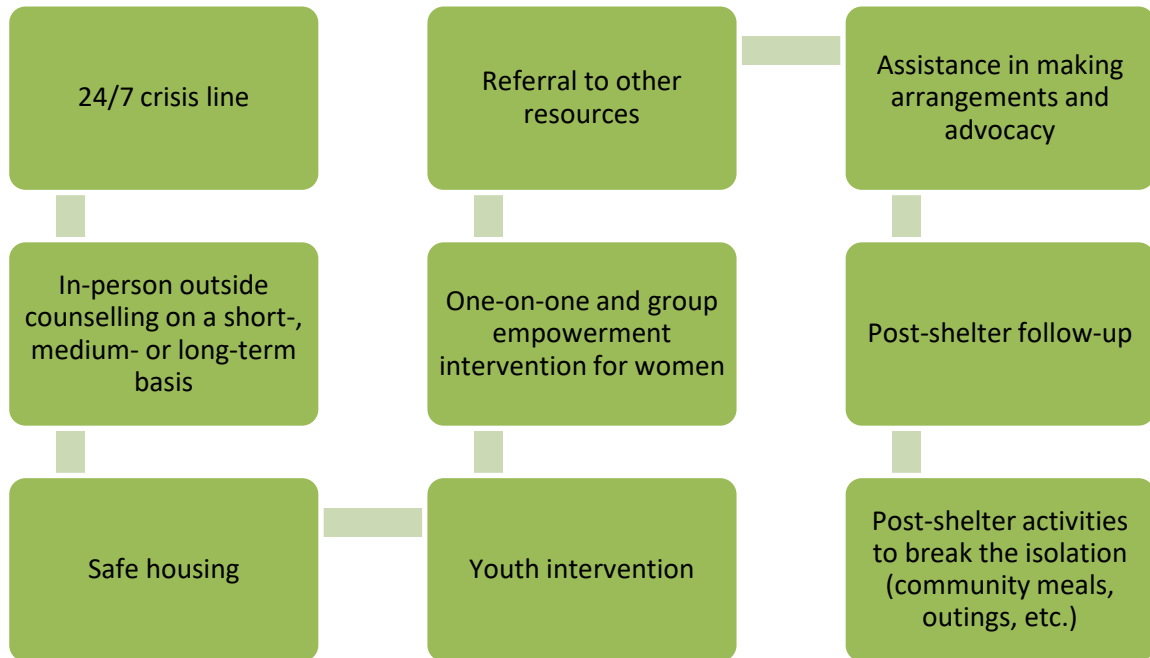 24/7 crisis line
In-person outside
counselling on a short-,
medium- or long-term
basis
Safe housing
Youth intervention
One-on-one and group
empowerment
intervention for women
Referral to other
resources
Assistance in making
arrangements and
advocacy
Post-shelter follow-up
Post-shelter activities
to break the isolation
(community meals,
outings, etc.)